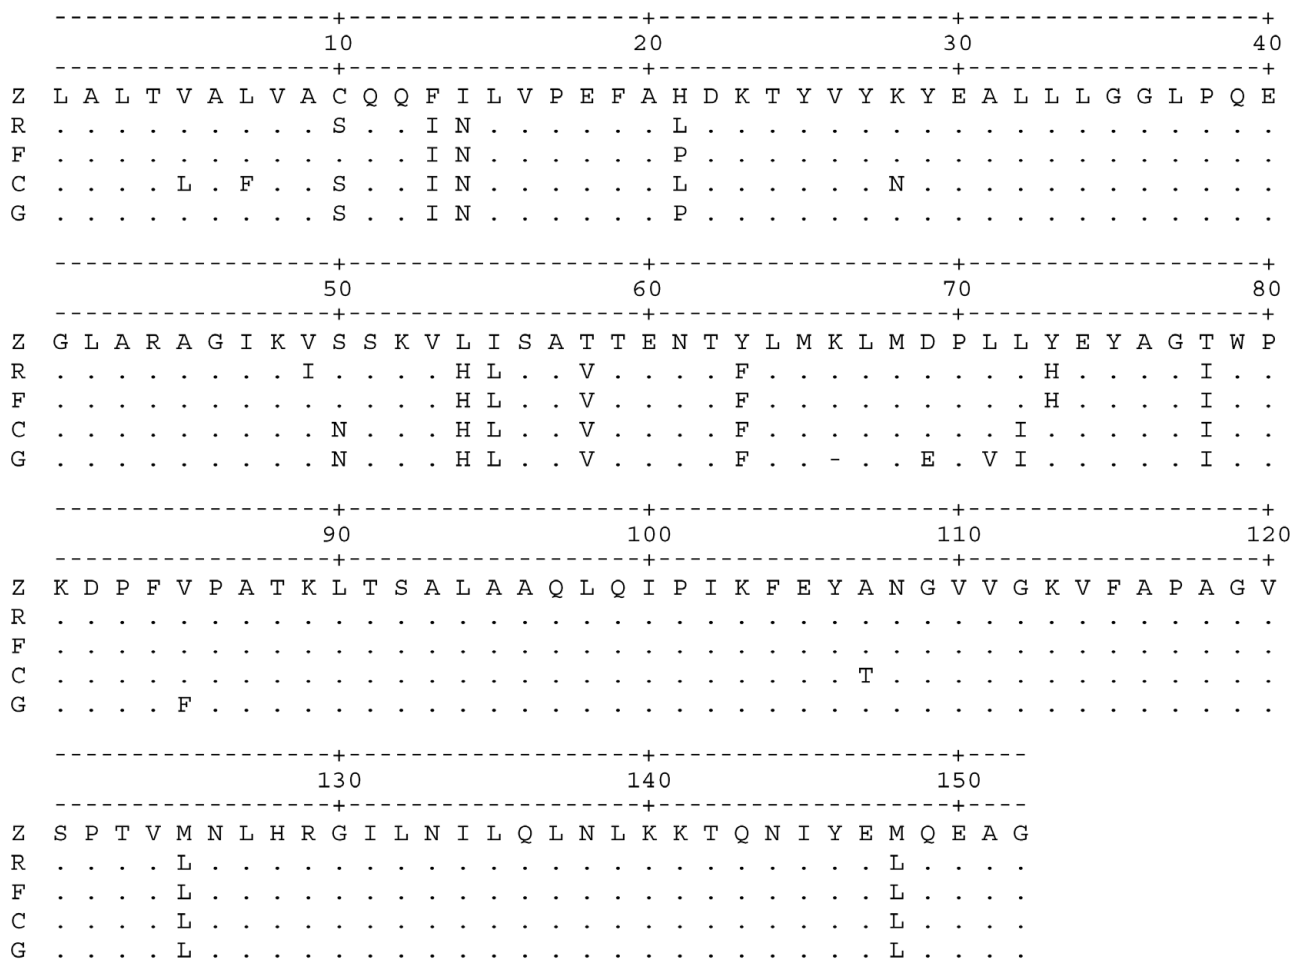 ------------------+-------------------+-------------------+-------------------+
10 20 30 40
------------------+-------------------+-------------------+-------------------+
Z L A L T V A L V A C Q Q F I L V P E F A H D K T Y V Y K Y E A L L L G G L P Q E
R . . . . . . . . . S . . I N . . . . . . L . . . . . . . . . . . . . . . . . . .
F . . . . . . . . . . . . I N . . . . . . P . . . . . . . . . . . . . . . . . . .
C . . . . L . F . . S . . I N . . . . . . L . . . . . . N . . . . . . . . . . . .
G . . . . . . . . . S . . I N . . . . . . P . . . . . . . . . . . . . . . . . . .
------------------+-------------------+-------------------+-------------------+
50 60 70 80
------------------+-------------------+-------------------+-------------------+
Z G L A R A G I K V S S K V L I S A T T E N T Y L M K L M D P L L Y E Y A G T W P
R . . . . . . . . I . . . . H L . . V . . . . F . . . . . . . . . H . . . . I . .
F . . . . . . . . . . . . . H L . . V . . . . F . . . . . . . . . H . . . . I . .
C . . . . . . . . . N . . . H L . . V . . . . F . . . . . . . . I . . . . . I . .
G . . . . . . . . . N . . . H L . . V . . . . F . . - . . E . V I . . . . . I . .
------------------+-------------------+-------------------+-------------------+
90 100 110 120
------------------+-------------------+-------------------+-------------------+
Z K D P F V P A T K L T S A L A A Q L Q I P I K F E Y A N G V V G K V F A P A G V
R . . . . . . . . . . . . . . . . . . . . . . . . . . . . . . . . . . . . . . . .
F . . . . . . . . . . . . . . . . . . . . . . . . . . . . . . . . . . . . . . . .
C . . . . . . . . . . . . . . . . . . . . . . . . . . T . . . . . . . . . . . . .
G . . . . F . . . . . . . . . . . . . . . . . . . . . . . . . . . . . . . . . . .
------------------+-------------------+-------------------+----
130 140 150
------------------+-------------------+-------------------+----
Z S P T V M N L H R G I L N I L Q L N L K K T Q N I Y E M Q E A G
R . . . . L . . . . . . . . . . . . . . . . . . . . . . L . . . .
F . . . . L . . . . . . . . . . . . . . . . . . . . . . L . . . .
C . . . . L . . . . . . . . . . . . . . . . . . . . . . L . . . .
G . . . . L . . . . . . . . . . . . . . . . . . . . . . L . . . .